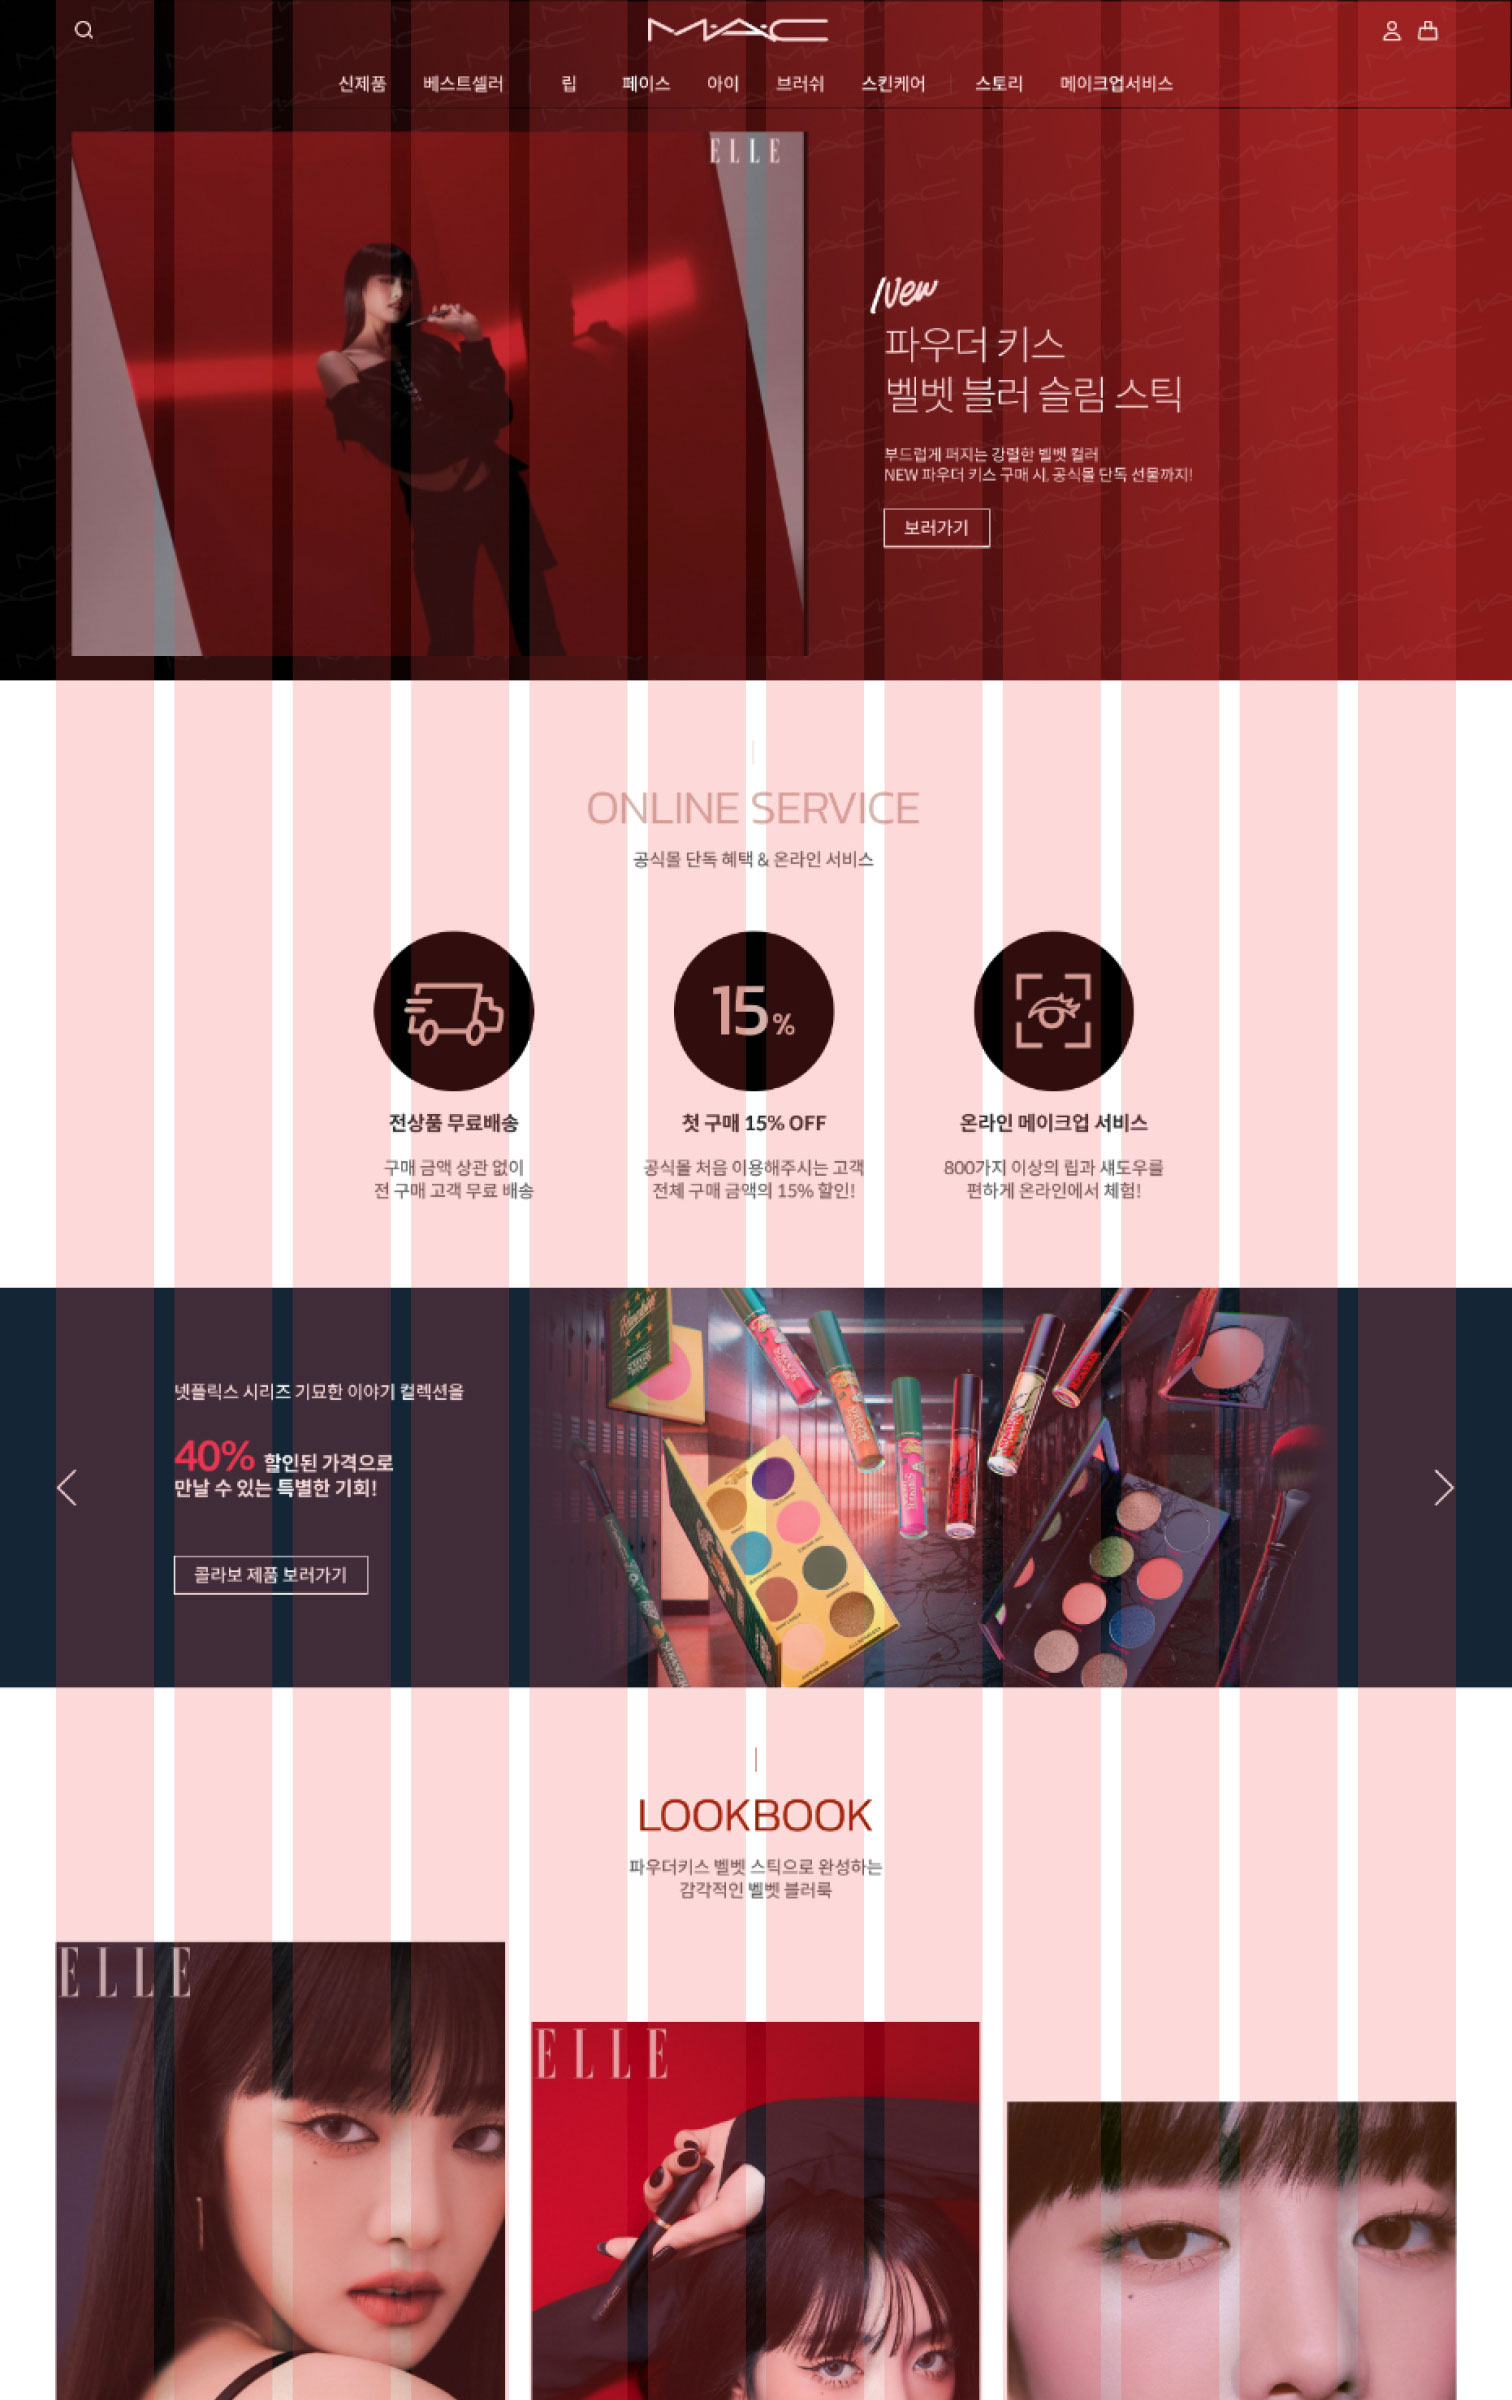 MAC
신제품 베스트셀러 립 페이스 아이 브러쉬 스킨케어 스토리 메이크업서비스
ELLE
New
파우더 키스
벨벳 블러 슬림 스틱
부드럽게 퍼지는 강렬한 벨벳 컬러
NEW 파우더 키스 구매 시, 공식몰 단독 선물까지!
보러가기
ONLINE SERVICE
공식몰 단독 혜택 & 온라인 서비스
15%
전상품 무료배송
구매 금액 상관 없이
전 구매 고객 무료 배송
첫 구매 15% OFF
공식몰 처음 이용해주시는 고객
전체 구매 금액의 15% 할인!
온라인 메이크업 서비스
800가지 이상의 립과 섀도우를
편하게 온라인에서 체험!
넷플릭스 시리즈 기묘한 이야기 컬렉션을
40% 할인된 가격으로
만날 수 있는 특별한 기회!
콜라보 제품 보러가기
LOOKBOOK
파우더키스 벨벳 스틱으로 완성하는
감각적인 벨벳 블러룩
ELLE
ELLE